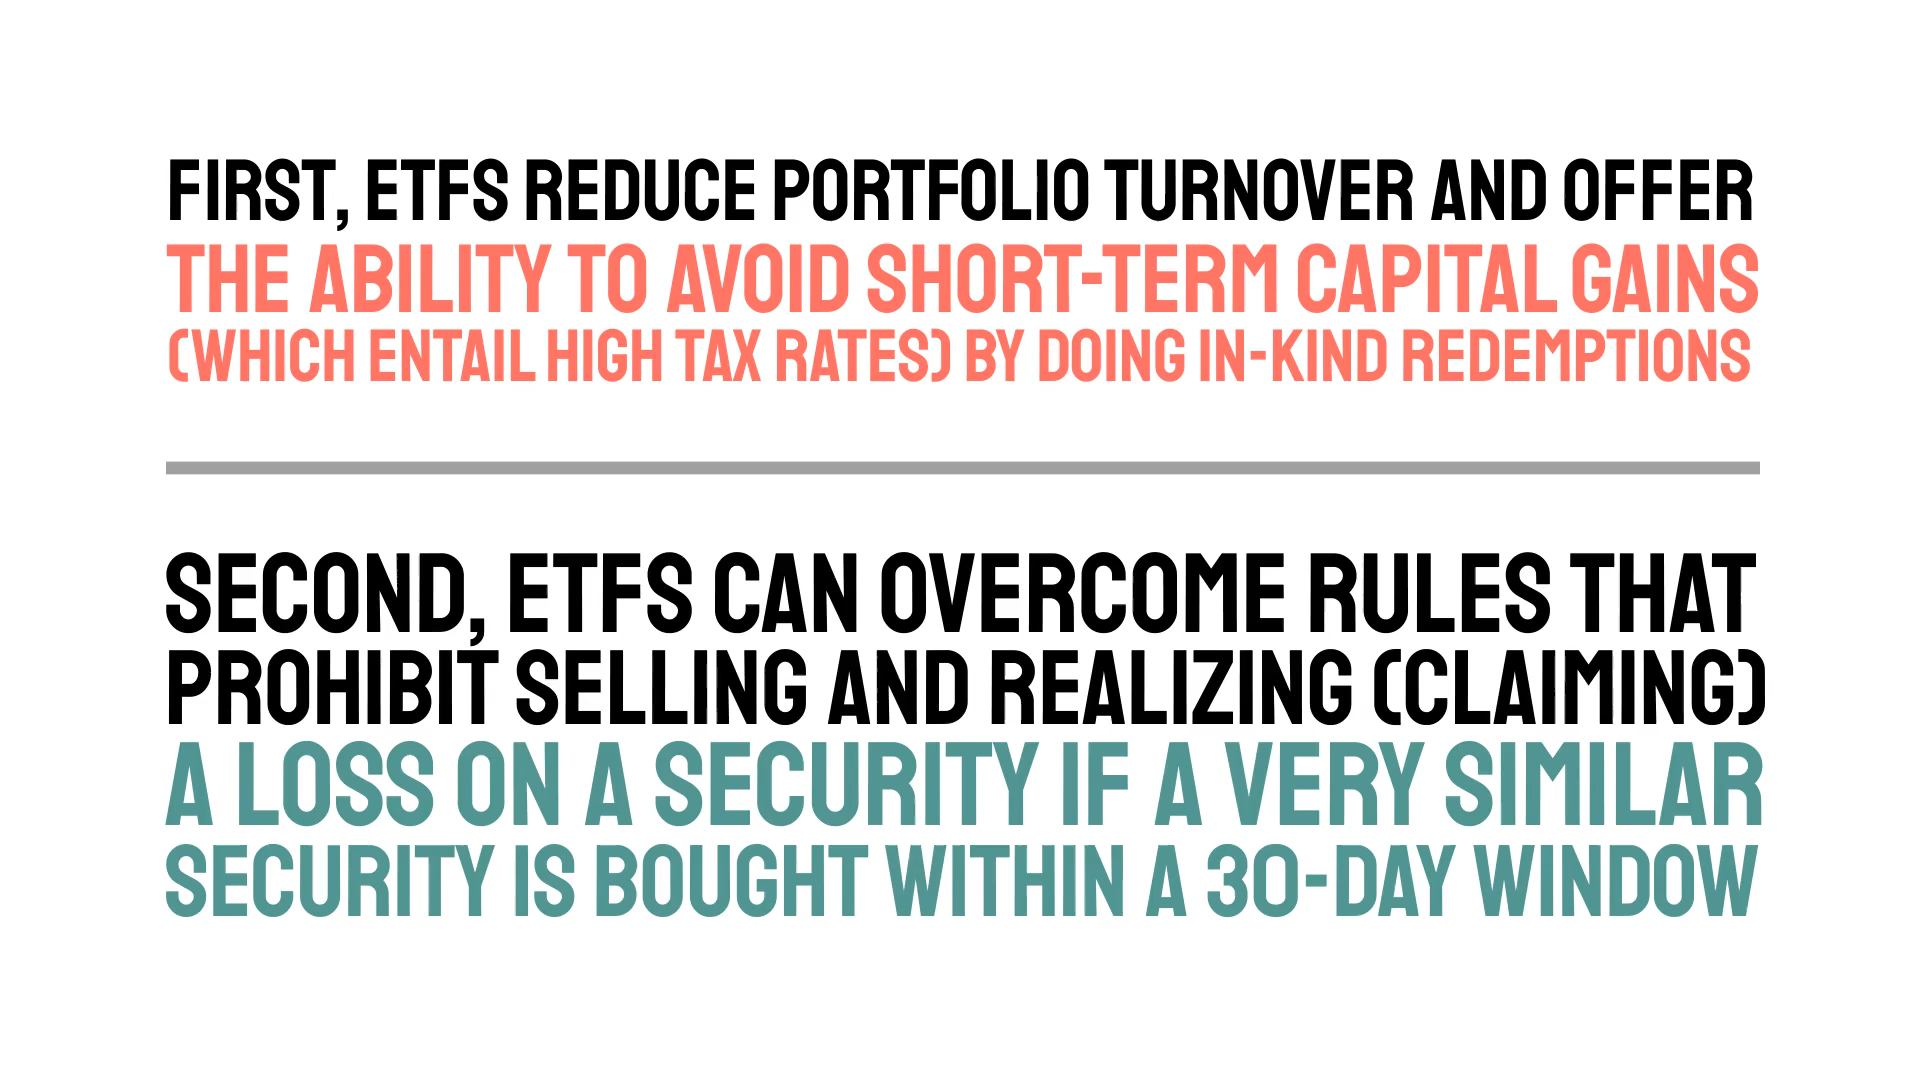 FIRST, ETFS REDUCE PORTFOLIO TURNOVER AND OFFER
THE ABILITY TO AVOID SHORT-TERM CAPITAL GAINS
(WHICH ENTAIL HIGH TAX RATES) BY DOING IN-KIND REDEMPTIONS
SECOND, ETFS CAN OVERCOME RULES THAT
PROHIBIT SELLING AND REALIZING (CLAIMING)
A LOSS ON A SECURITY IF A VERY SIMILAR
SECURITY IS BOUGHT WITHIN A 30-DAY WINDOW